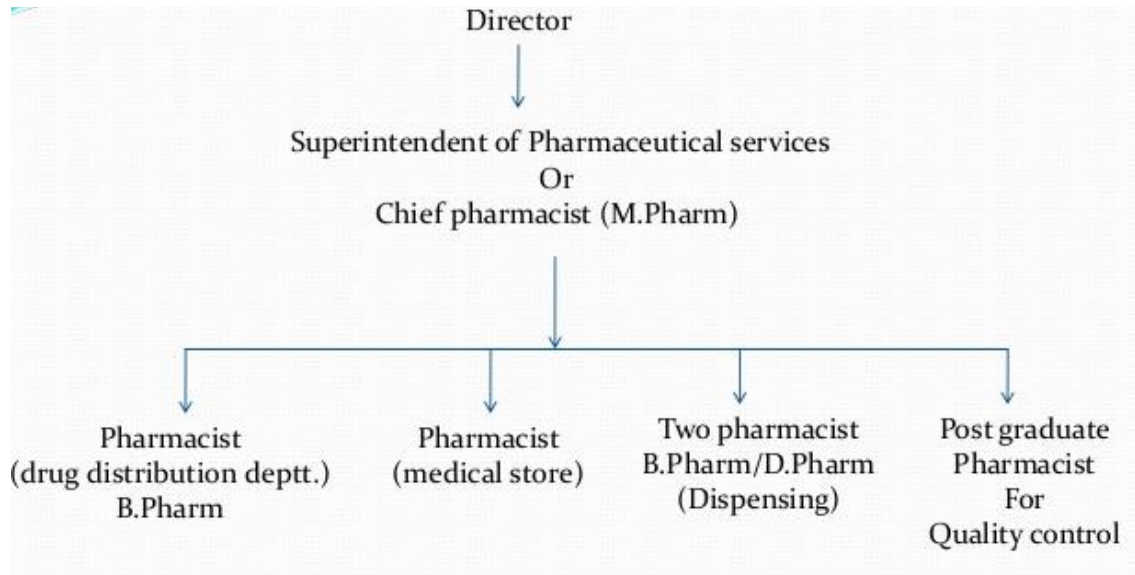 Director
Superintendent of Pharmaceutical services
Or
Chief pharmacist (M.Pharm)
Pharmacist
(drug distribution deptt.)
B.Pharm
Pharmacist
(medical store)
Two pharmacist
B.Pharm/D.Pharm
(Dispensing)
Post graduate
Pharmacist
For
Quality control